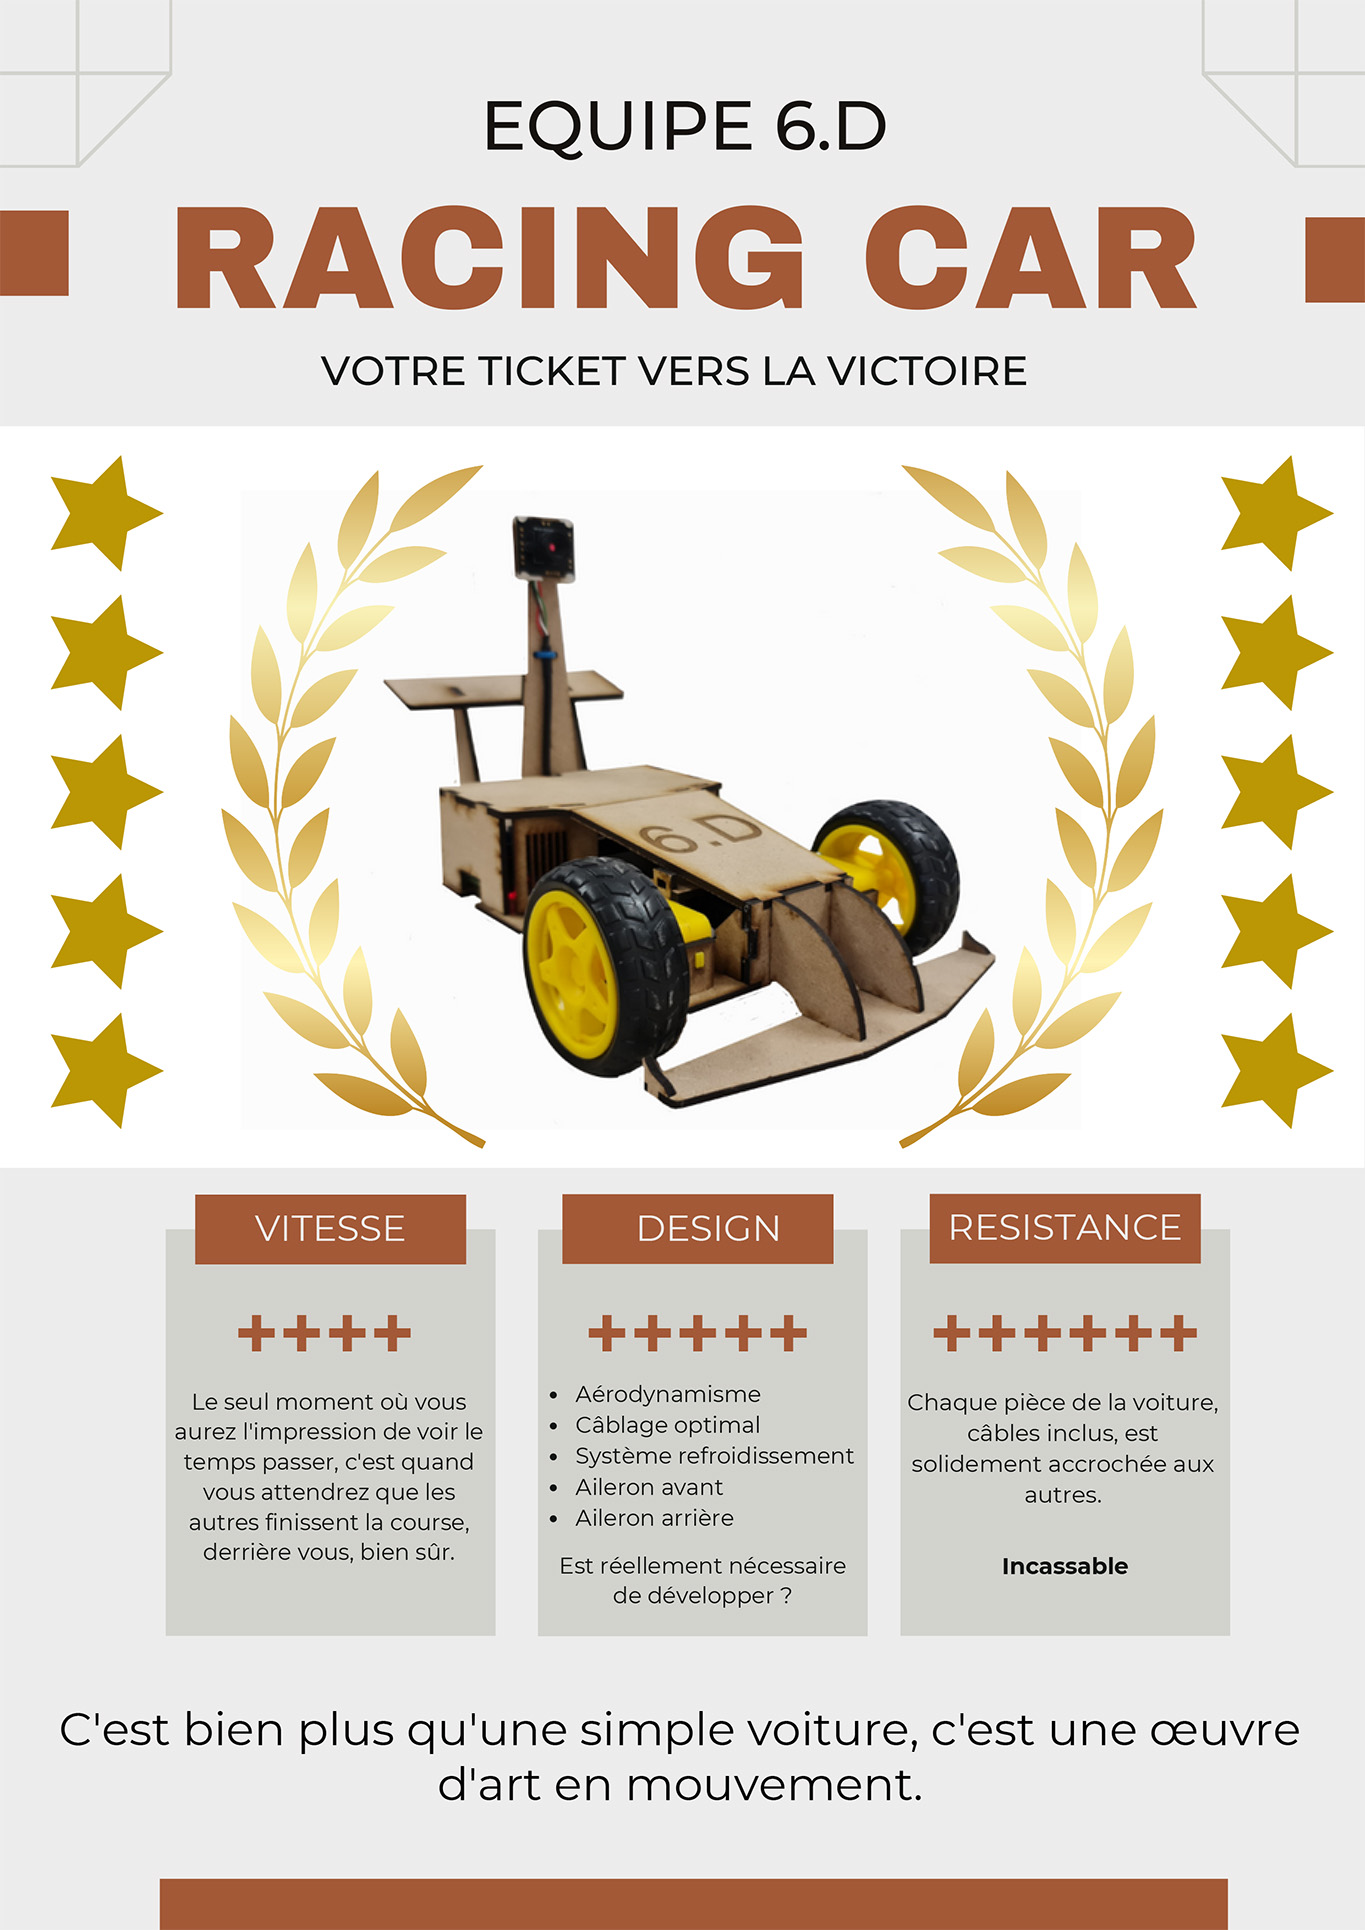 EQUIPE 6.D
RACING CAR
VOTRE TICKET VERS LA VICTOIRE
6.D
VITESSE
++++
Le seul moment où vous
aurez l'impression de voir le
temps passer, c'est quand
vous attendrez que les
autres finissent la course,
derrière vous, bien sûr.
DESIGN
+++++
• Aérodynamisme
• Câblage optimal
• Système refroidissement
• Aileron avant
• Aileron arrière
Est réellement nécessaire
de développer ?
RESISTANCE
++++++
Chaque pièce de la voiture,
câbles inclus, est
solidement accrochée aux
autres.
Incassable
C'est bien plus qu'une simple voiture, c'est une œuvre
d'art en mouvement.